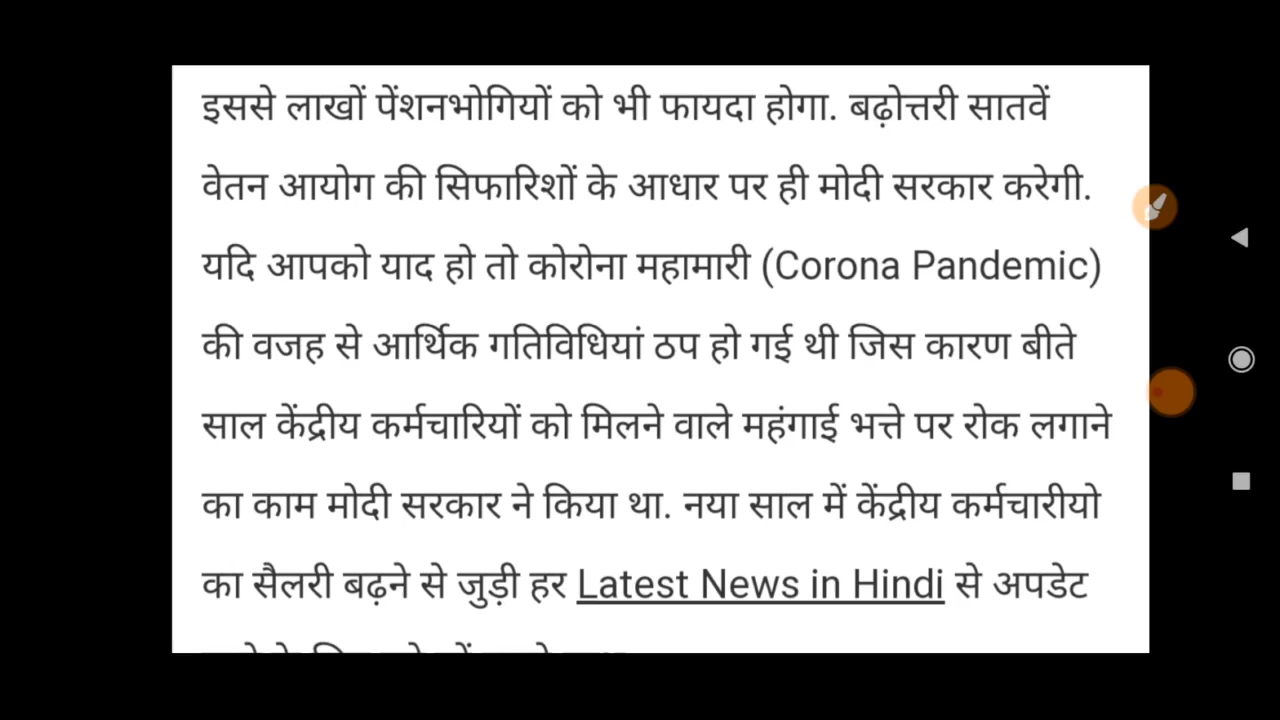 इससे लाखों पेंशनभोगियों को भी फायदा होगा. बढ़ोत्तरी सातवें
वेतन आयोग की सिफारिशों के आधार पर ही मोदी सरकार करेगी.
यदि आपको याद हो तो कोरोना महामारी (Corona Pandemic)
की वजह से आर्थिक गतिविधियां ठप हो गई थी जिस कारण बीते
साल केंद्रीय कर्मचारियों को मिलने वाले महंगाई भत्ते पर रोक लगाने
का काम मोदी सरकार ने किया था. नया साल में केंद्रीय कर्मचारीयो
का सैलरी बढ़ने से जुड़ी हर Latest News in Hindi से अपडेट